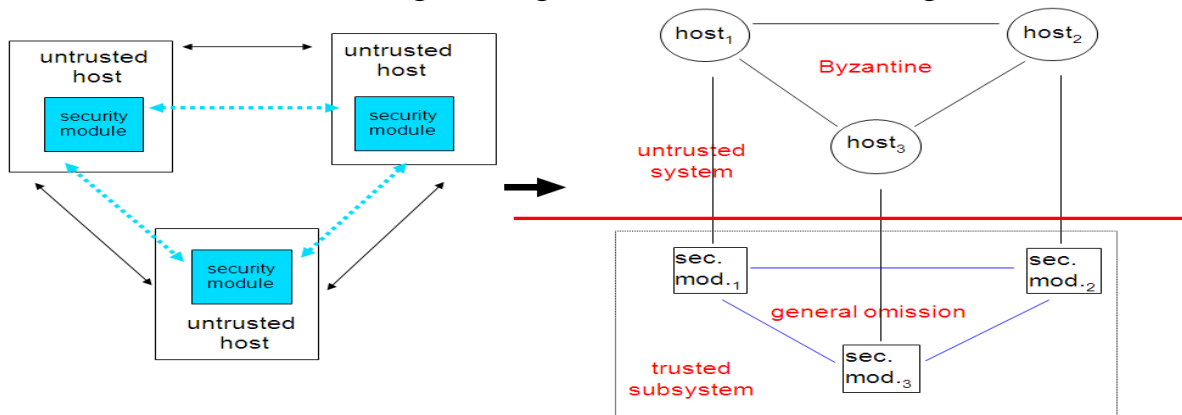 untrusted
host
security
module
untrusted
host
security
module
security
module
untrusted
host
host₁
host₂
Byzantine
host₃
untrusted
system
sec.
mod.₁
sec.
mod.₂
general omission
sec.
mod.₃
trusted
subsystem